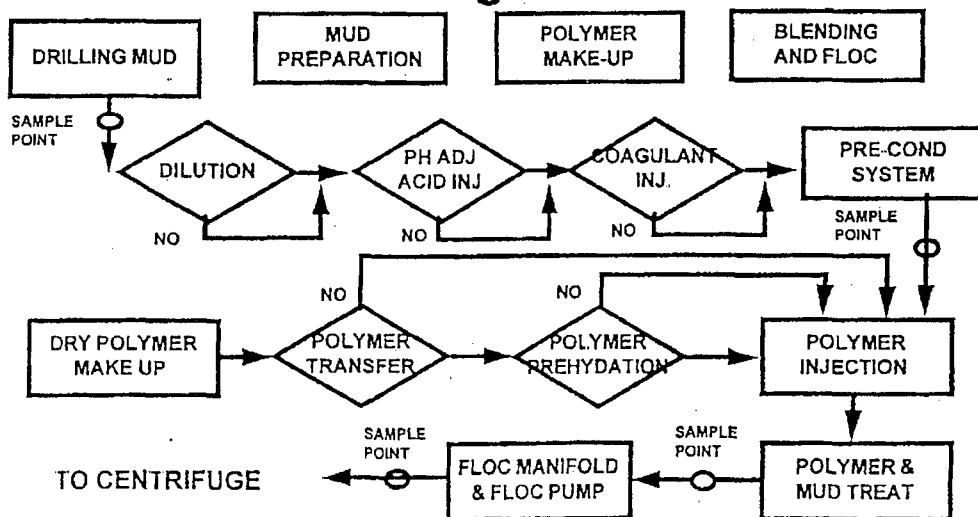 DRILLING MUD
MUD
PREPARATION
POLYMER
MAKE-UP
BLENDING
AND FLOC
SAMPLE
POINT
DILUTION
PH ADJ
ACID INJ
COAGULANT
INJ.
PRE-COND
SYSTEM
NO
NO
NO
SAMPLE
POINT
NO
NO
DRY POLYMER
MAKE UP
POLYMER
TRANSFER
POLYMER
PREHYDATION
POLYMER
INJECTION
TO CENTRIFUGE
SAMPLE
POINT
FLOC MANIFOLD
& FLOC PUMP
SAMPLE
POINT
POLYMER &
MUD TREAT